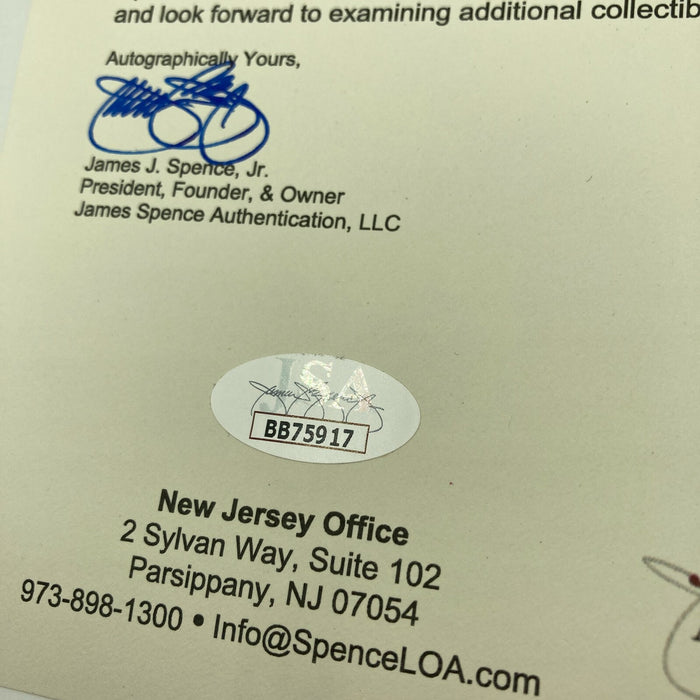 and look forward to examining additional collectib
Autographically Yours,
James J. Spence, Jr.
President, Founder, & Owner
James Spence Authentication, LLC
JSA
BB75917
New Jersey Office
2 Sylvan Way, Suite 102
Parsippany, NJ 07054
973-898-1300 • Info@SpenceLOA.com